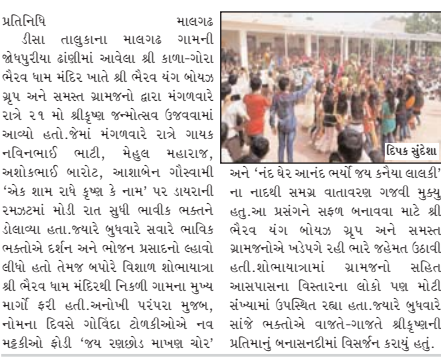 પ્રતિનિધિ માલગઢ
ડીસા તાલુકાના માલગઢ ગામની
જોધપુરીયા ઢાંણીમાં આવેલા શ્રી કાળા-ગોરા
ભૈરવ ધામ મંદિર ખાતે શ્રી ભૈરવ યંગ બોયઝ
ગ્રૃપ અને સમસ્ત ગ્રામજનો દ્વારા મંગળવારે
રાત્રે ૨૧ મો શ્રીકૃષ્ણ જન્મોત્સવ ઉજવવામાં
આવ્યો હતો.જેમાં મંગળવારે રાત્રે ગાયક
નવિનભાઈ ભાટી, મેહુલ મહારાજ,
અશોકભાઈ બારોટ, આશાબેન ગૌસ્વામી
'એક શામ રાધે કૃષ્ણ કે નામ' પર ડાયરાની
રમઝટમાં મોડી રાત સુધી ભાવીક ભક્તને
ડોલાવ્યા હતા.જ્યારે બુધવારે સવારે ભાવિક
ભક્તોએ દર્શન અને ભોજન પ્રસાદનો લ્હાવો
લીધો હતો તેમજ બપોરે વિશાળ શોભાયાત્રા
શ્રી ભૈરવ ધામ મંદિરથી નિકળી ગામના મુખ્ય
માર્ગો ફરી હતી.અનોખી પરંપરા મુજબ,
નોમના દિવસે ગોવિંદા ટોળકીઓએ નવ
મટ્ટકીઓ ફોડી 'જય રણછોડ માખણ ચોર'
દિપક સુંદેશા
અને 'નંદ ઘેર આનંદ ભર્યો જય કનૈયા લાલકી'
ના નાદથી સમગ્ર વાતાવરણ ગજવી મુક્યુ
હતુ.આ પ્રસંગને સફળ બનાવવા માટે શ્રી
ભૈરવ યંગ બોયઝ ગ્રૃપ અને સમસ્ત
ગ્રામજનોએ ખડેપગે રહી ભારે જહેમત ઉઠાવી
હતી.શોભાયાત્રામાં ગ્રામજનો સહિત
આસપાસના વિસ્તારના લોકો પણ મોટી
સંખ્યામાં ઉપસ્થિત રહ્યા હતા.જ્યારે બુધવારે
સાંજે ભક્તોએ વાજતે-ગાજતે શ્રીકૃષ્ણની
પ્રતિમાનું બનાસનદીમાં વિસર્જન કરાયું હતું.